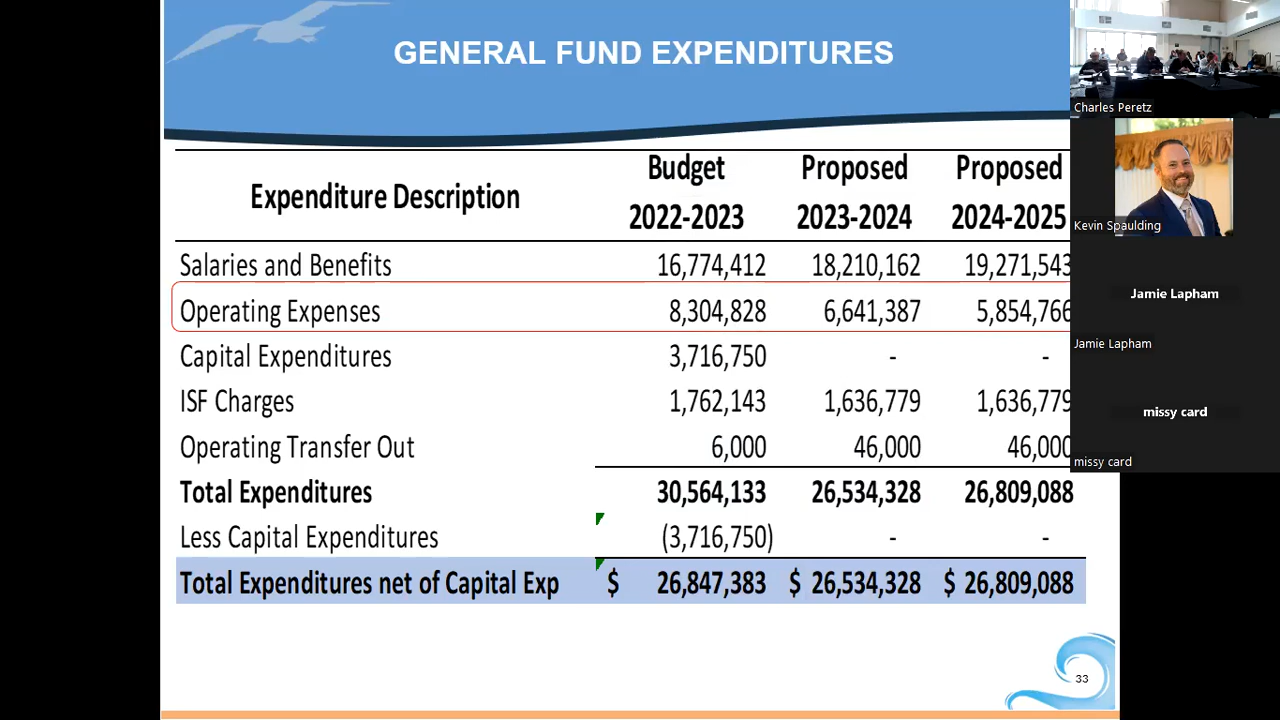 GENERAL FUND EXPENDITURES
Expenditure Description
Budget 2022-2023
Proposed 2023-2024
Proposed 2024-2025
Salaries and Benefits 16,774,412 18,210,162 19,271,543
Operating Expenses 8,304,828 6,641,387 5,854,766
Capital Expenditures 3,716,750 - -
ISF Charges 1,762,143 1,636,779 1,636,779
Operating Transfer Out 6,000 46,000 46,000
Total Expenditures 30,564,133 26,534,328 26,809,088
Less Capital Expenditures (3,716,750) - -
Total Expenditures net of Capital Exp $ 26,847,383 $ 26,534,328 $ 26,809,088
33
Charles Peretz
Kevin Spaulding
Jamie Lapham
Jamie Lapham
missy card
missy card